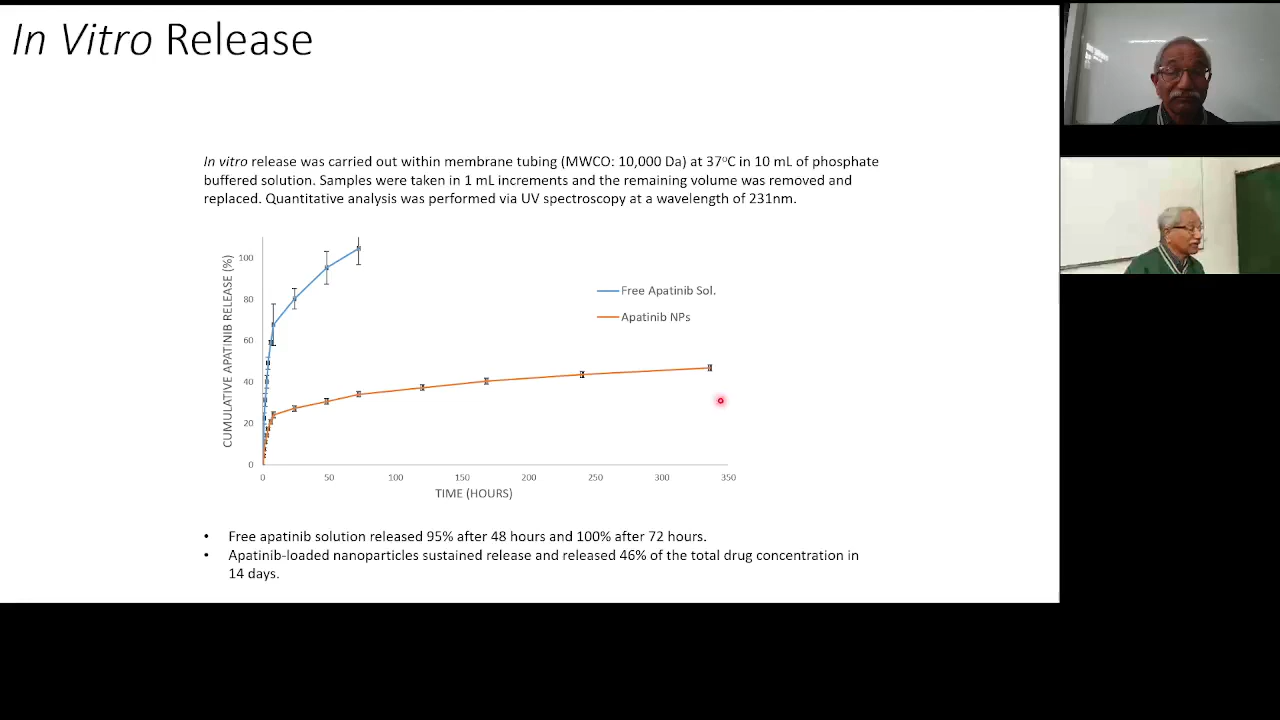 In Vitro Release
In vitro release was carried out within membrane tubing (MWCO: 10,000 Da) at 37°C in 10 mL of phosphate
buffered solution. Samples were taken in 1 mL increments and the remaining volume was removed and
replaced. Quantitative analysis was performed via UV spectroscopy at a wavelength of 231nm.
CUMULATIVE APATINIB RELEASE (%)
100
80
60
40
20
0
Free Apatinib Sol.
Apatinib NPs
0 50 100 150 200 250 300 350
TIME (HOURS)
• Free apatinib solution released 95% after 48 hours and 100% after 72 hours.
• Apatinib-loaded nanoparticles sustained release and released 46% of the total drug concentration in
14 days.